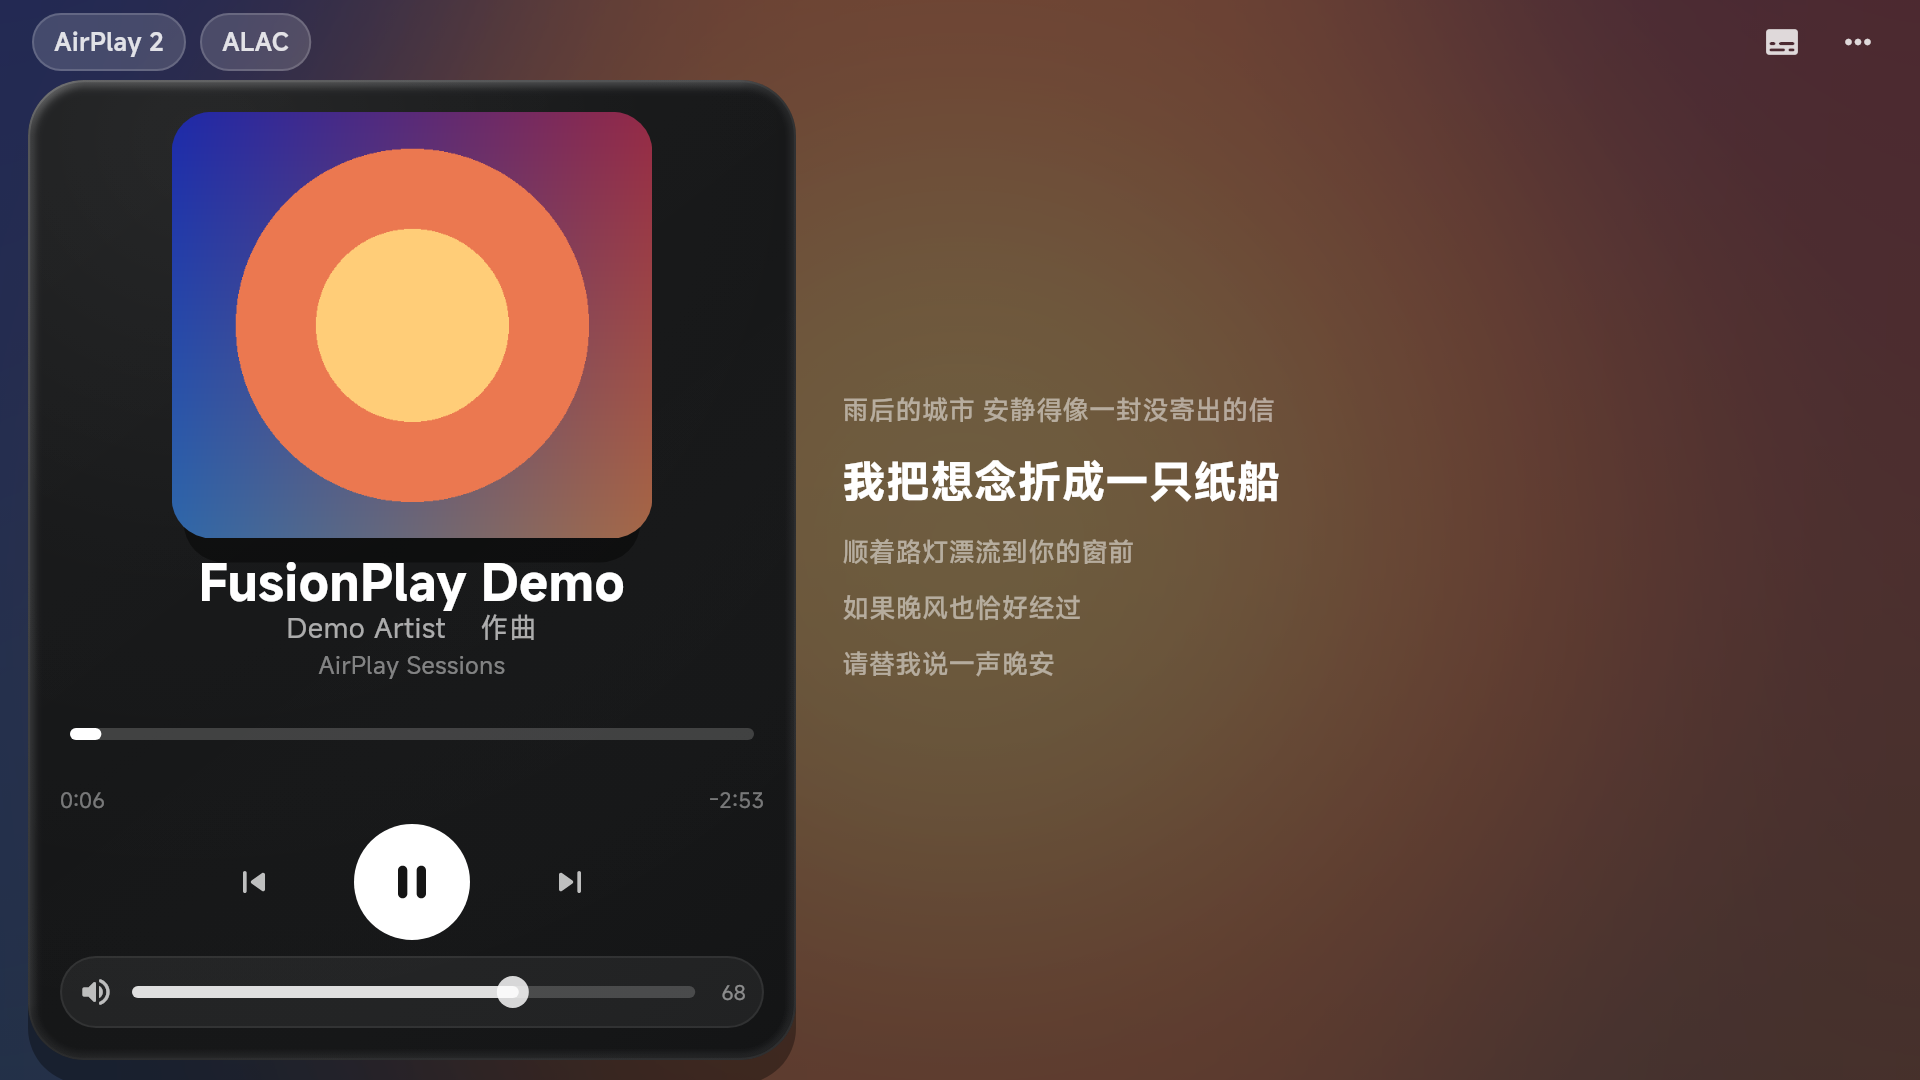 AirPlay 2
ALAC
FusionPlay Demo
Demo Artist 作曲
AirPlay Sessions
0:06
-2:53
68
雨后的城市 安静得像一封没寄出的信
我把想念折成一只纸船
顺着路灯漂流到你的窗前
如果晚风也恰好经过
请替我说一声晚安